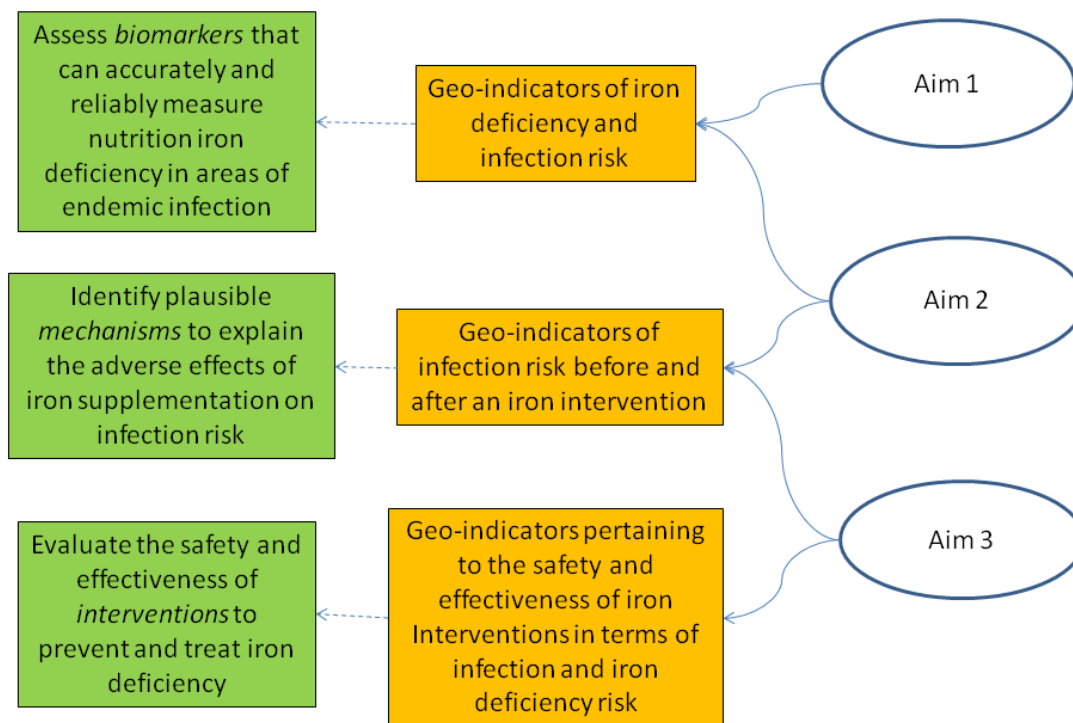 Assess biomarkers that
can accurately and
reliably measure
nutrition iron
deficiency in areas of
endemic infection
Geo-indicators of iron
deficiency and
infection risk
Aim 1
Identify plausible
mechanisms to explain
the adverse effects of
iron supplementation on
infection risk
Geo-indicators of
infection risk before and
after an iron intervention
Aim 2
Evaluate the safety and
effectiveness of
interventions to
prevent and treat iron
deficiency
Geo-indicators pertaining
to the safety and
effectiveness of iron
Interventions in terms of
infection and iron
deficiency risk
Aim 3